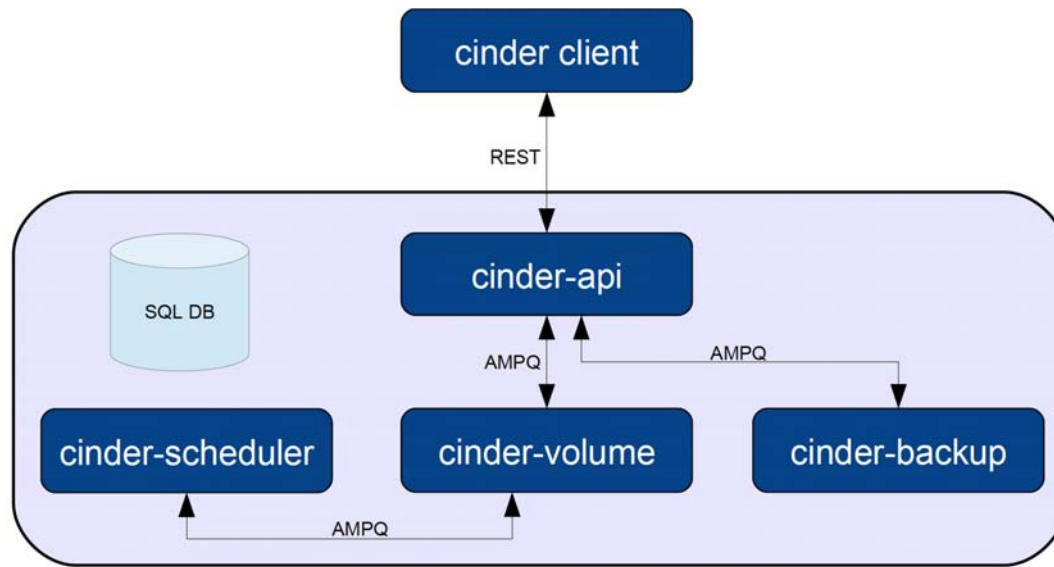 cinder client
REST
cinder-api
SQL DB
AMPQ
AMPQ
cinder-scheduler
cinder-volume
cinder-backup
AMPQ